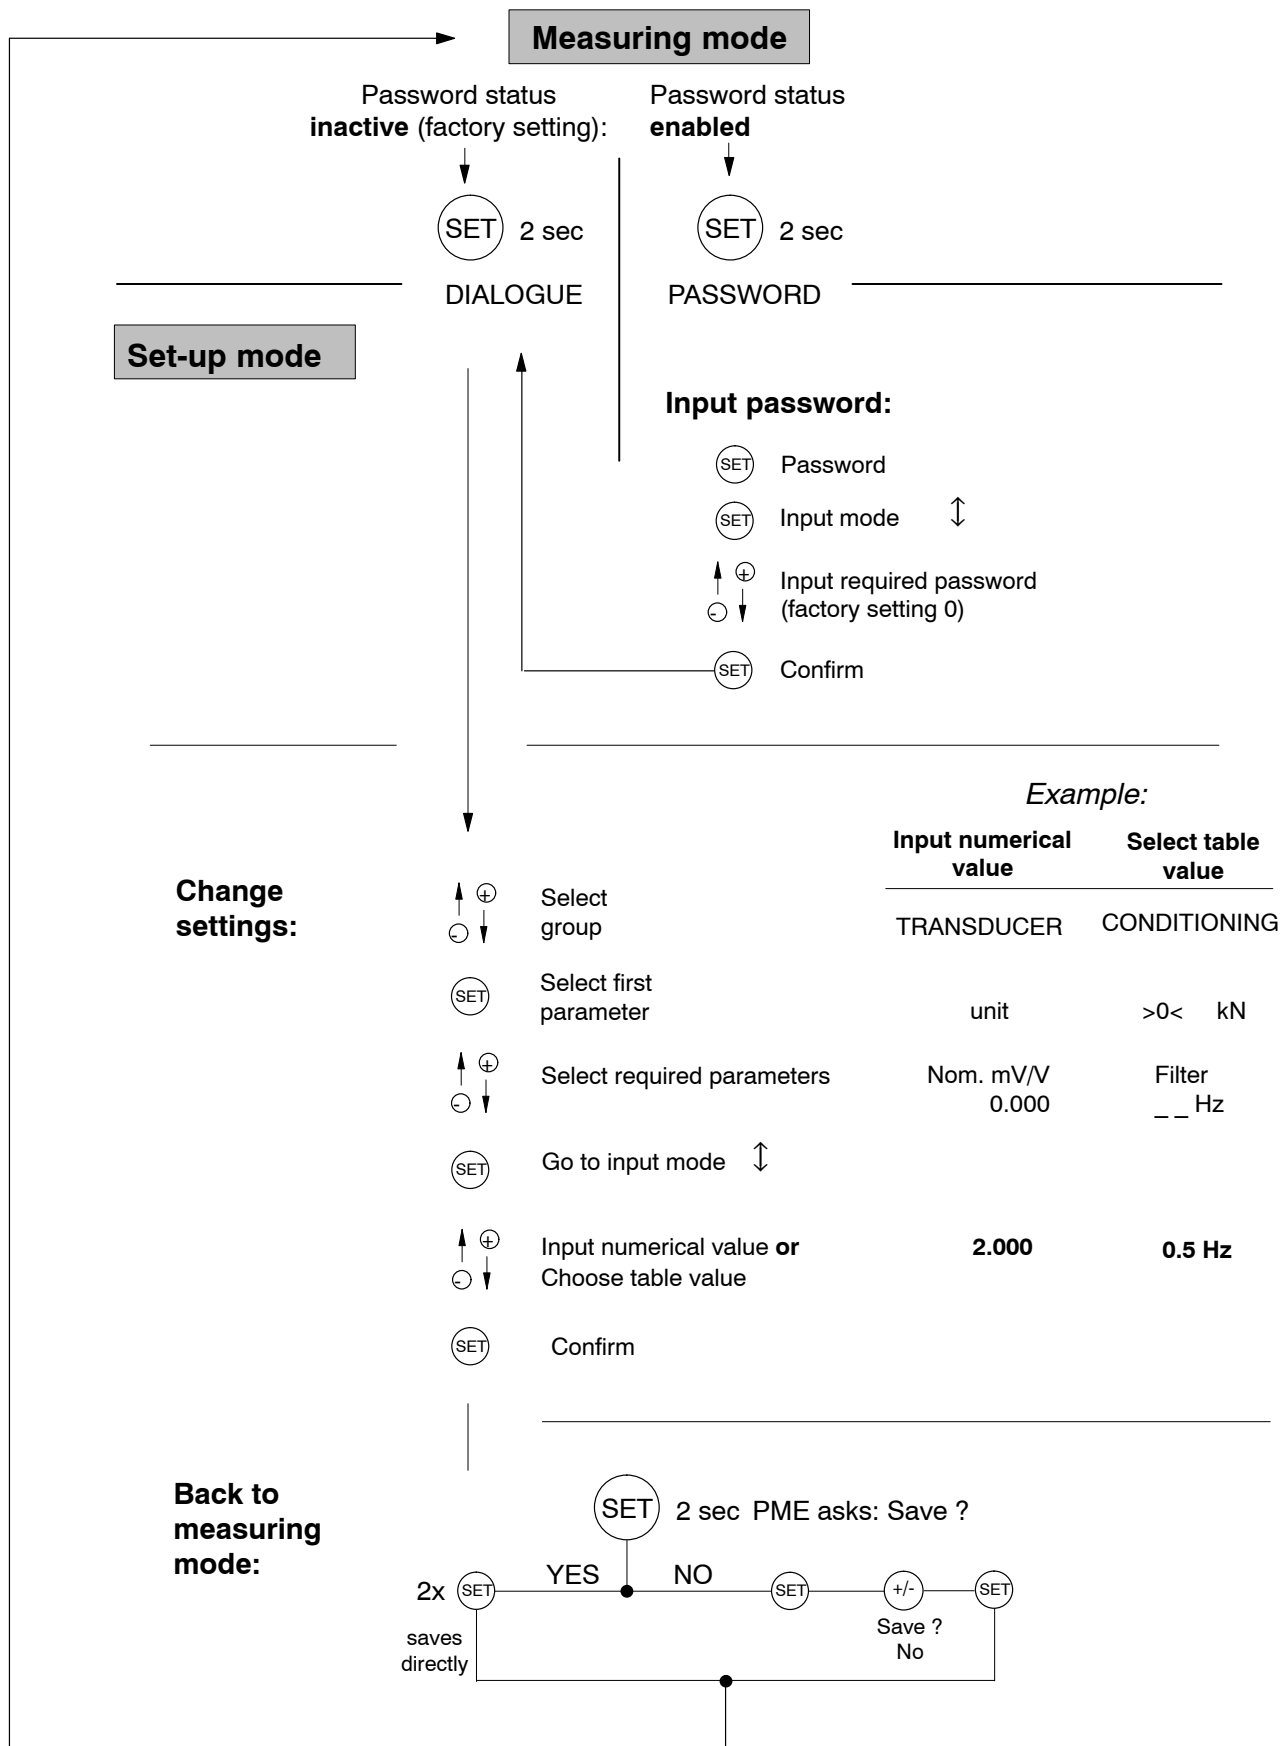 Measuring mode
Password status
inactive (factory setting):
Password status
enabled
SET 2 sec
SET 2 sec
DIALOGUE
PASSWORD
Set-up mode
Input password:
SET Password
SET Input mode ↕
+
-
Input required password
(factory setting 0)
SET Confirm
Example:
Input numerical
value
Select table
value
Change
settings:
+
-
Select
group
TRANSDUCER
CONDITIONING
SET
Select first
parameter
unit
>0< kN
+
-
Select required parameters
Nom. mV/V
0.000
Filter
_ _ Hz
SET Go to input mode ↕
+
-
Input numerical value or
Choose table value
2.000
0.5 Hz
SET Confirm
Back to
measuring
mode:
SET 2 sec PME asks: Save ?
YES NO
2x SET
SET
+/-
SET
saves
directly
Save ?
No